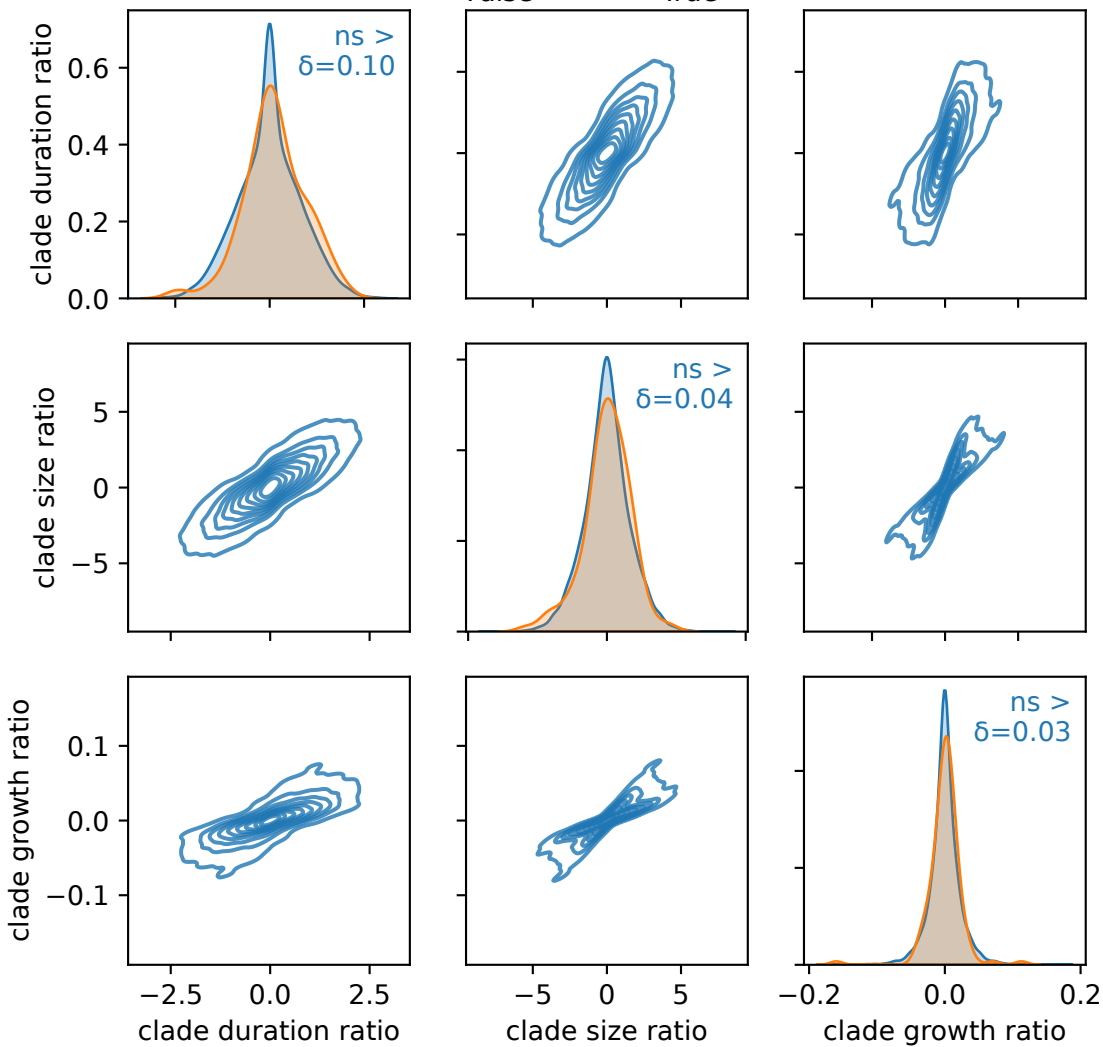 clade duration ratio
0.6
0.4
0.2
0.0
ns >
δ=0.10
clade size ratio
5
0
−5
ns >
δ=0.04
clade growth ratio
0.1
0.0
−0.1
ns >
δ=0.03
−2.5
0.0
2.5
−5
0
5
−0.2
0.0
0.2
clade duration ratio
clade size ratio
clade growth ratio